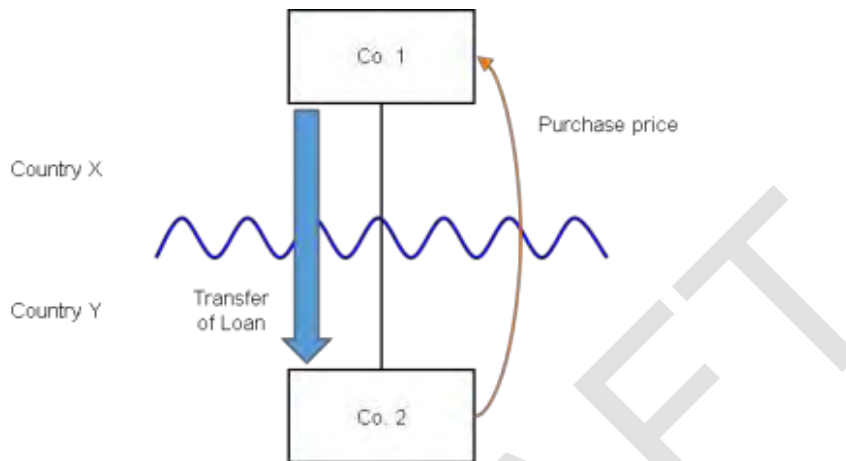 Co. 1
Purchase price
Country X
Country Y
Transfer
of Loan
Co. 2